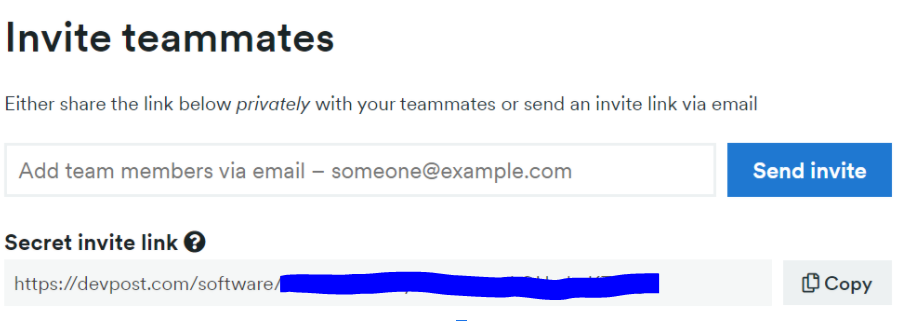 Invite teammates
Either share the link below privately with your teammates or send an invite link via email
Add team members via email – someone@example.com
Send invite
Secret invite link ?
https://devpost.com/software/
Copy